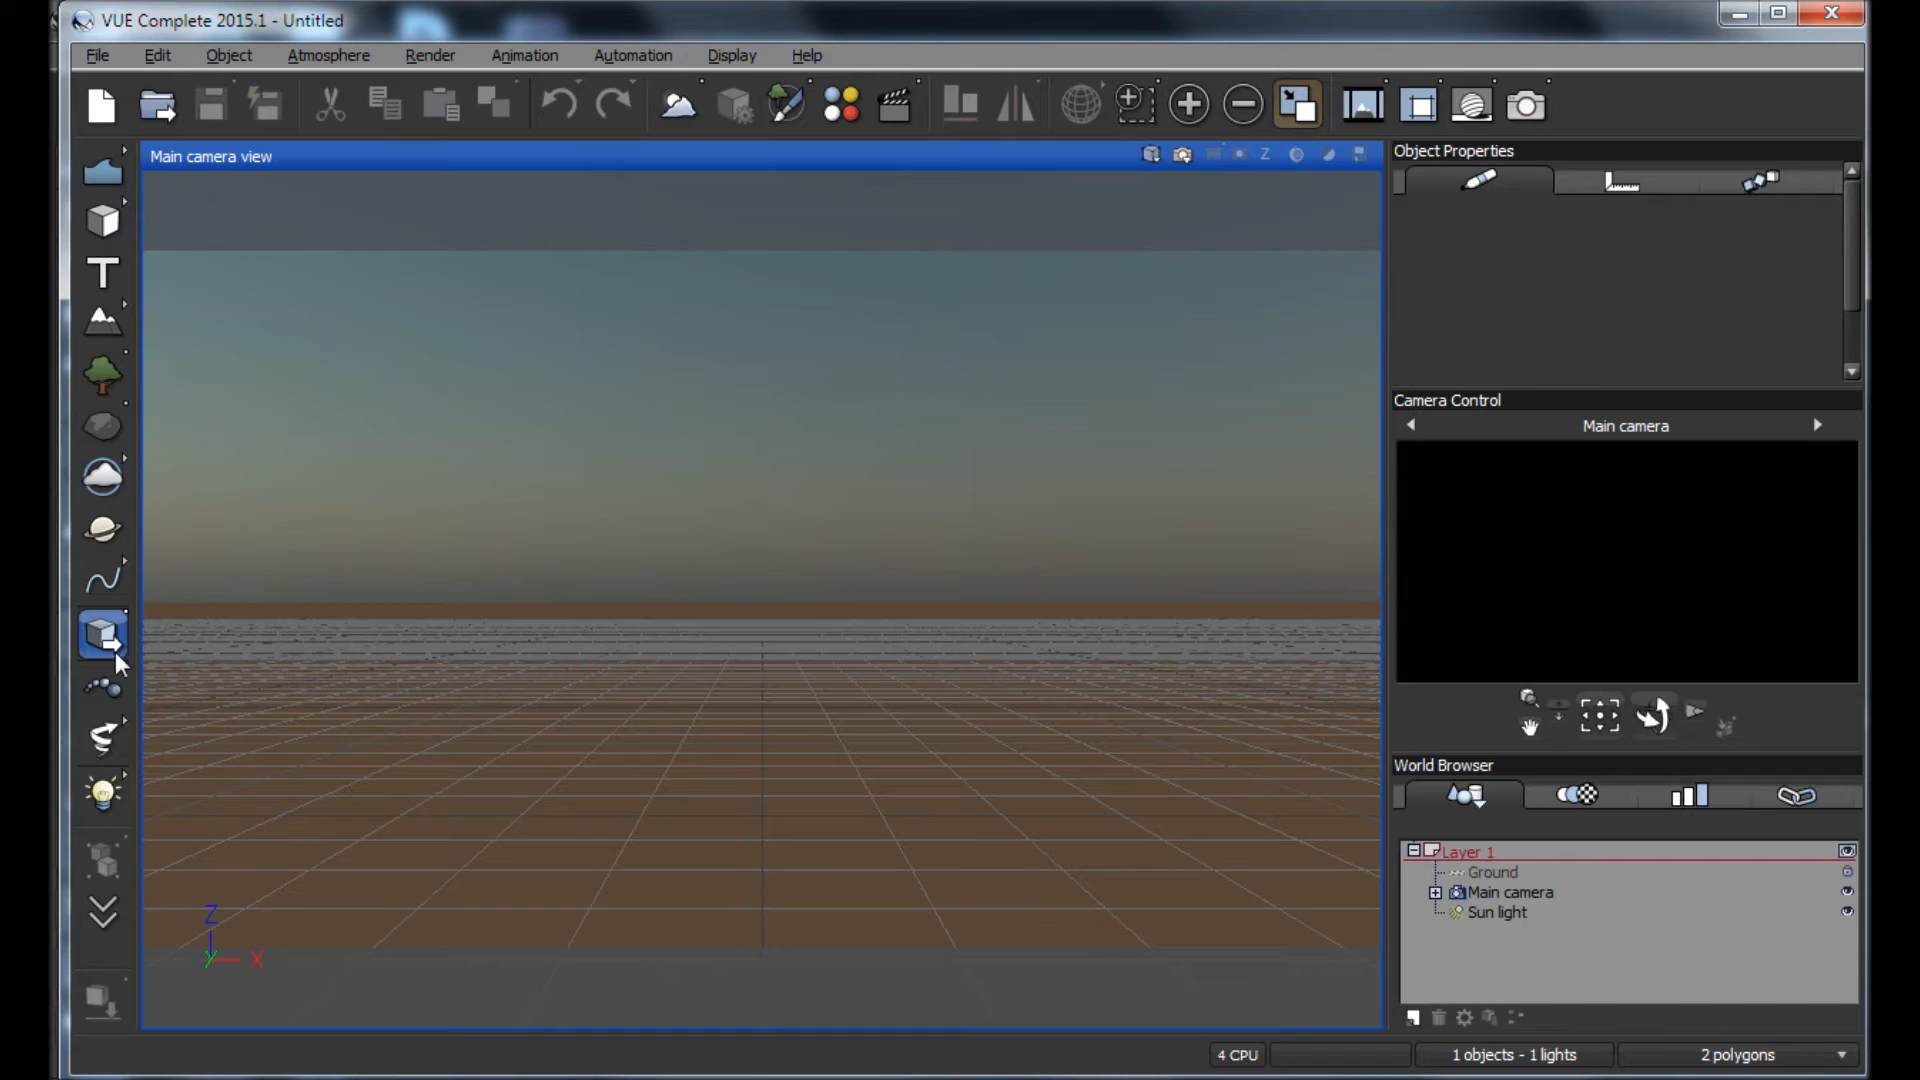 VUE Complete 2015.1 - Untitled
File Edit Object Atmosphere Render Animation Automation Display Help
Main camera view
Z
Object Properties
Camera Control
Main camera
World Browser
Layer 1
Ground
Main camera
Sun light
Z
Y
X
4 CPU
1 objects - 1 lights
2 polygons